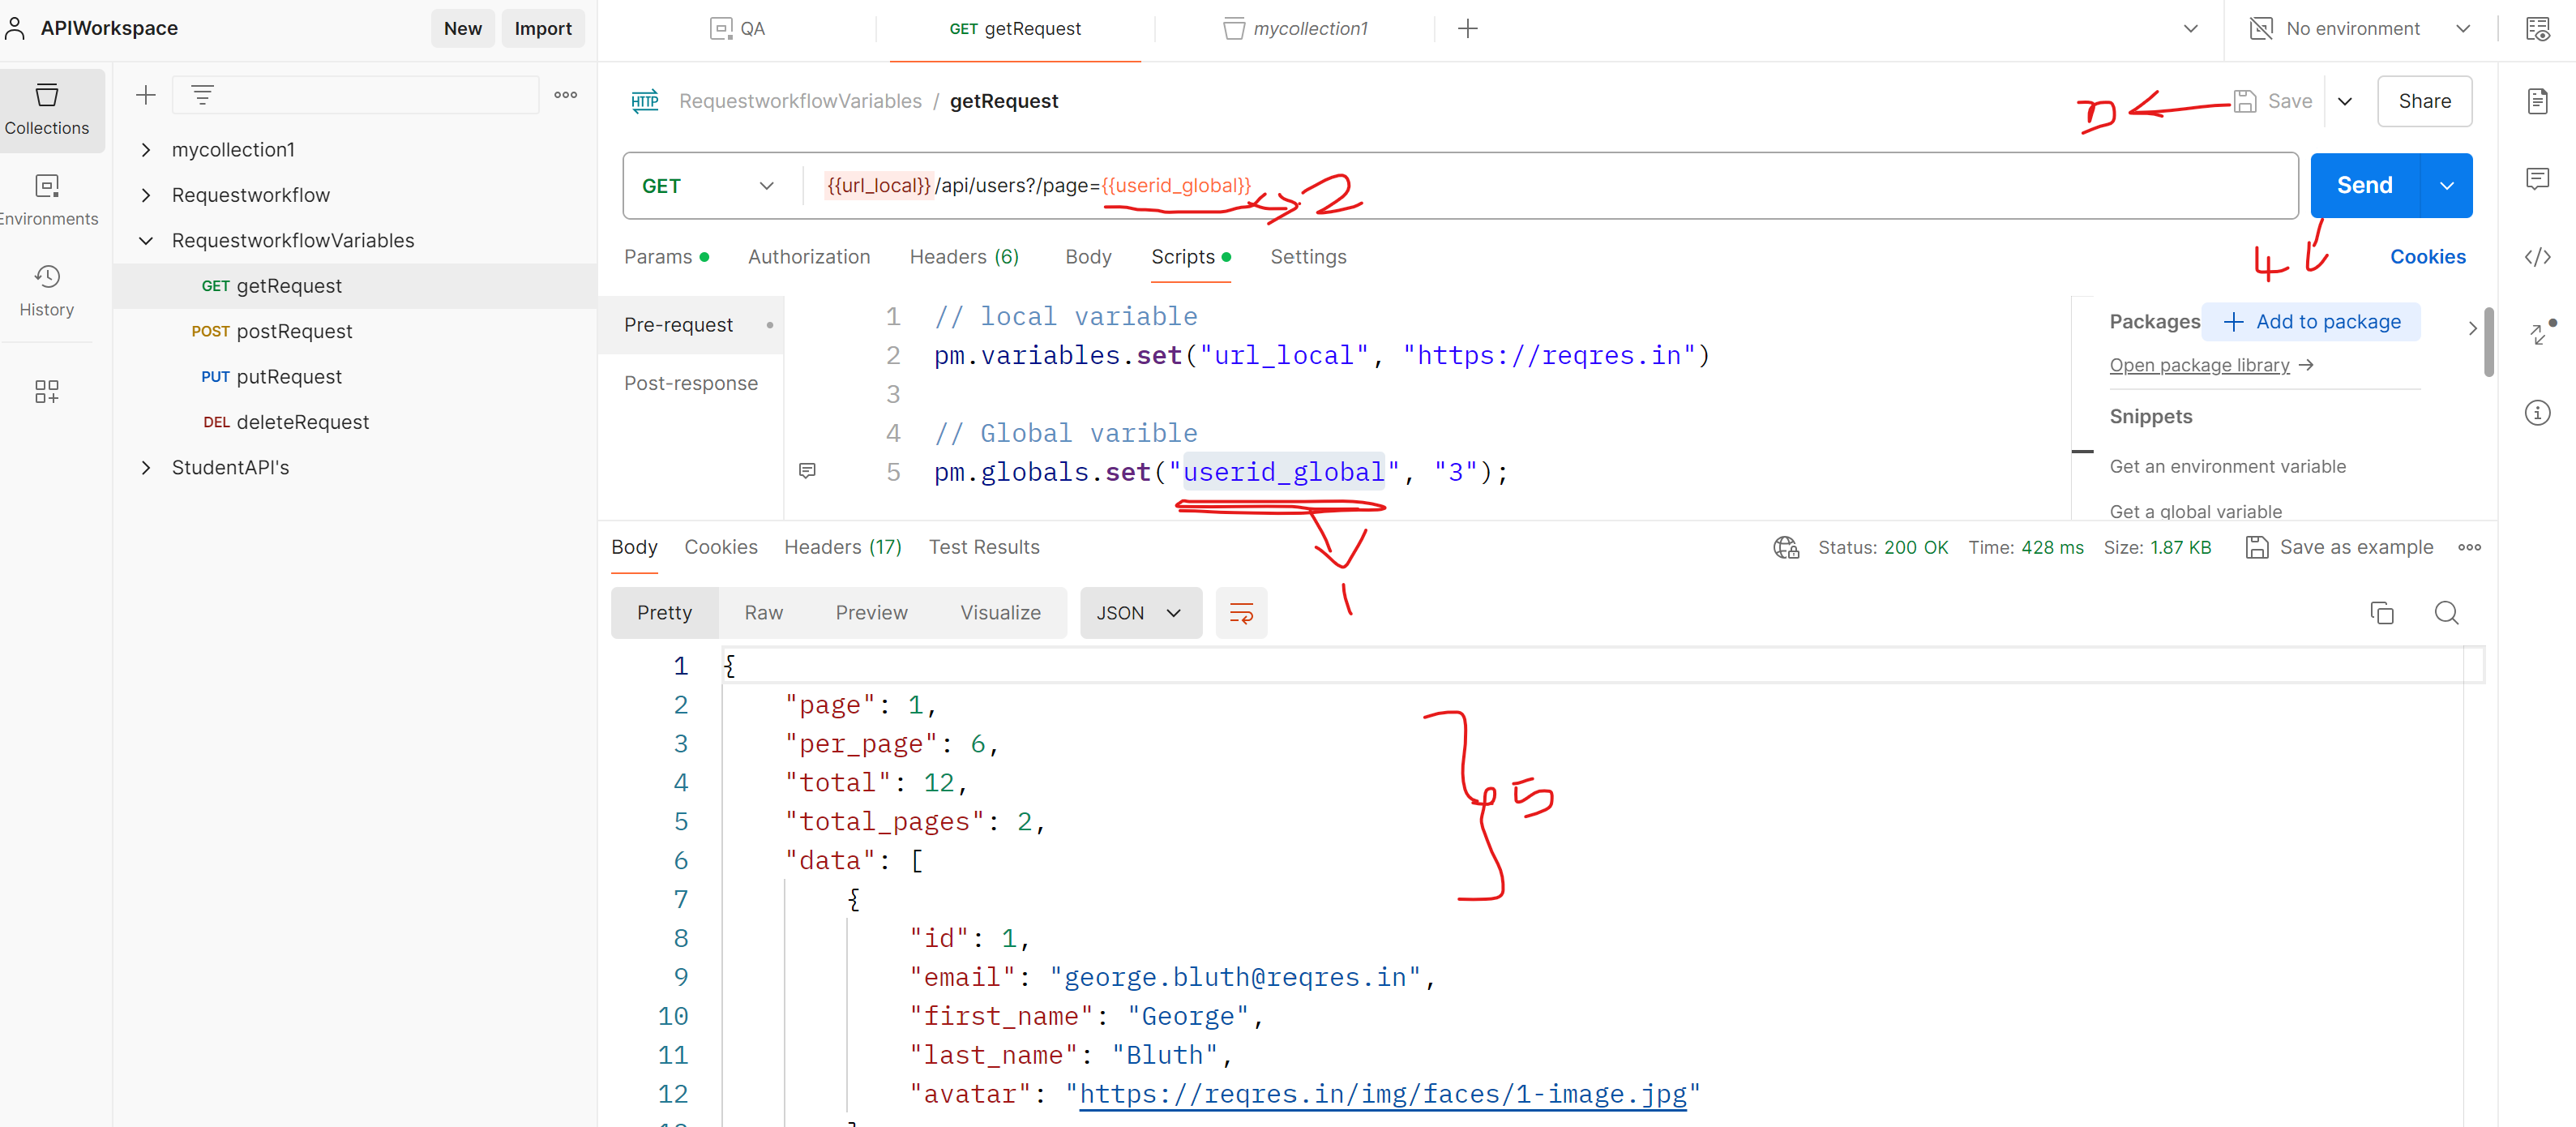 APIWorkspace
New
Import
QA
GET getRequest
mycollection1
No environment
Collections
Environments
History
mycollection1
Requestworkflow
RequestworkflowVariables
GET getRequest
POST postRequest
PUT putRequest
DEL deleteRequest
StudentAPI's
HTTP RequestworkflowVariables / getRequest
Save
Share
GET
{{url_local}}/api/users?/page={{userid_global}}
2
Send
4
Params
Authorization
Headers (6)
Body
Scripts
Settings
Cookies
Pre-request
Post-response
1 // local variable
2 pm.variables.set("url_local", "https://reqres.in")
3
4 // Global varible
5 pm.globals.set("userid_global", "3");
1
Packages
Add to package
Open package library →
Snippets
Get an environment variable
Get a global variable
Body
Cookies
Headers (17)
Test Results
Status: 200 OK
Time: 428 ms
Size: 1.87 KB
Save as example
Pretty
Raw
Preview
Visualize
JSON
1 {
2 "page": 1,
3 "per_page": 6,
4 "total": 12,
5 "total_pages": 2,
6 "data": [
7 {
8 "id": 1,
9 "email": "george.bluth@reqres.in",
10 "first_name": "George",
11 "last_name": "Bluth",
12 "avatar": "https://reqres.in/img/faces/1-image.jpg"
5